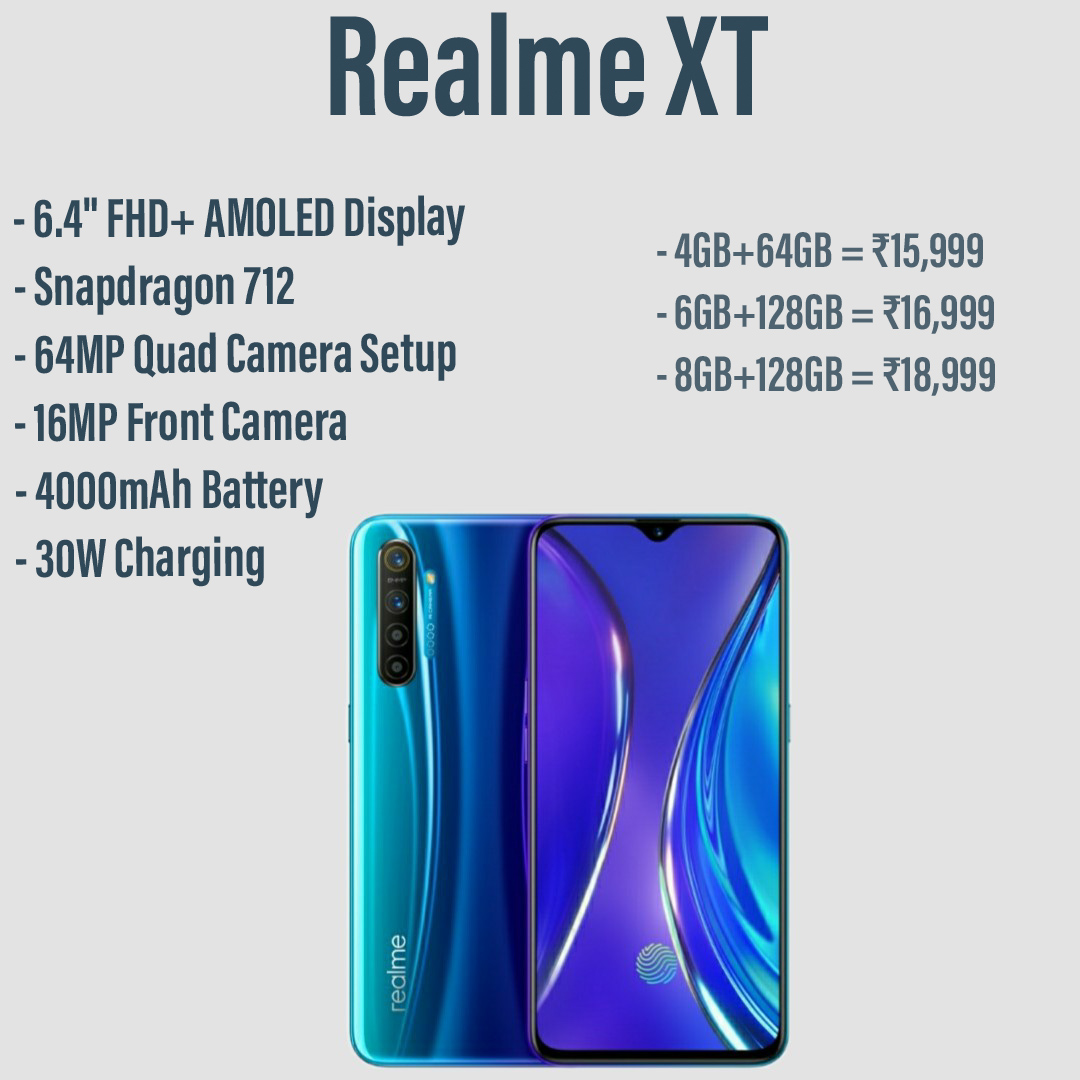 Realme XT
- 6.4" FHD+ AMOLED Display
- Snapdragon 712
- 64MP Quad Camera Setup
- 16MP Front Camera
- 4000mAh Battery
- 30W Charging
- 4GB+64GB = ₹15,999
- 6GB+128GB = ₹16,999
- 8GB+128GB = ₹18,999
realme